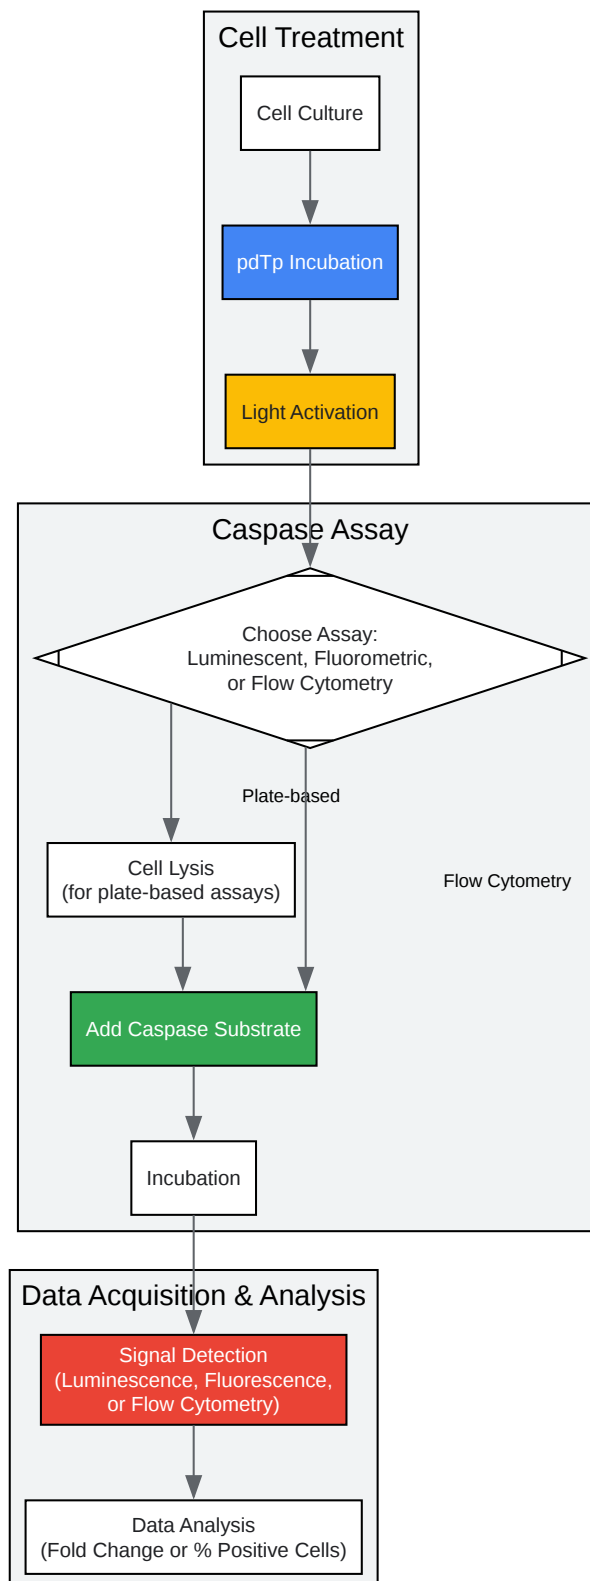 Cell Treatment
Cell Culture
pdTp Incubation
Light Activation
Caspase Assay
Choose Assay:
Luminescent, Fluorometric,
or Flow Cytometry
Plate-based
Cell Lysis
(for plate-based assays)
Flow Cytometry
Add Caspase Substrate
Incubation
Data Acquisition & Analysis
Signal Detection
(Luminescence, Fluorescence,
or Flow Cytometry)
Data Analysis
(Fold Change or % Positive Cells)